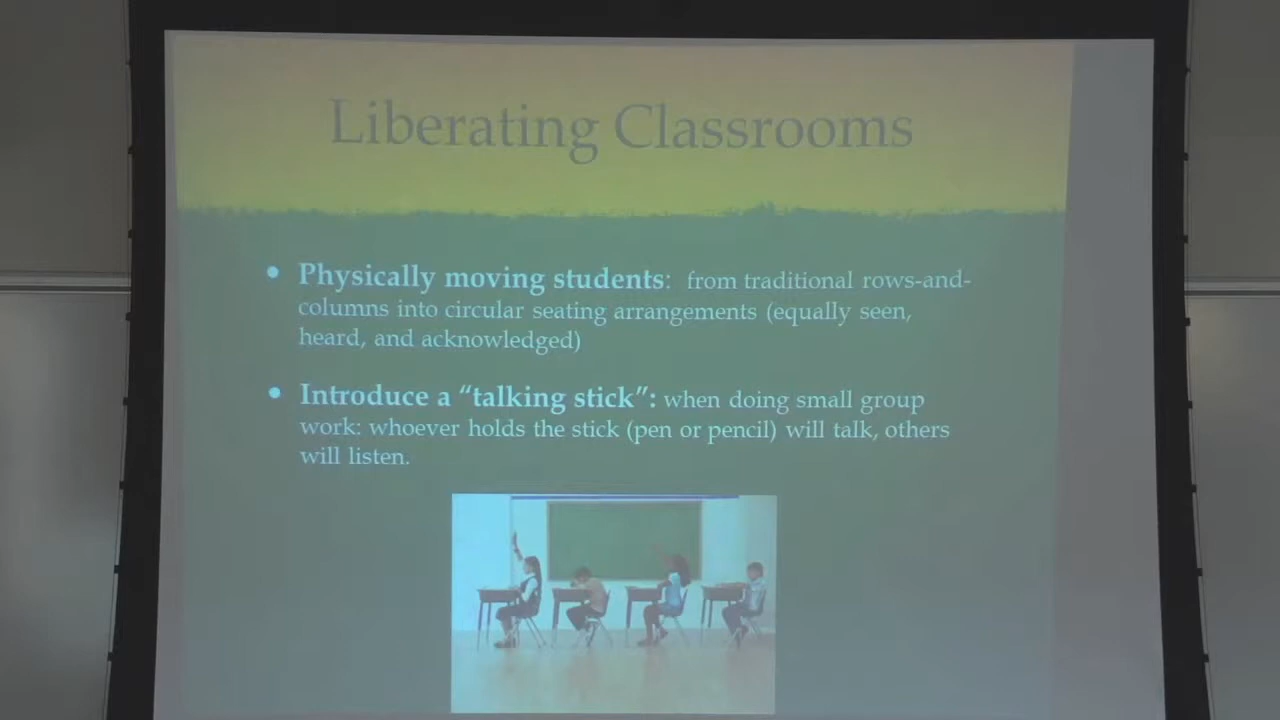 Liberating Classrooms
• Physically moving students: from traditional rows-and-
columns into circular seating arrangements (equally seen,
heard, and acknowledged)
• Introduce a “talking stick”: when doing small group
work: whoever holds the stick (pen or pencil) will talk, others
will listen.